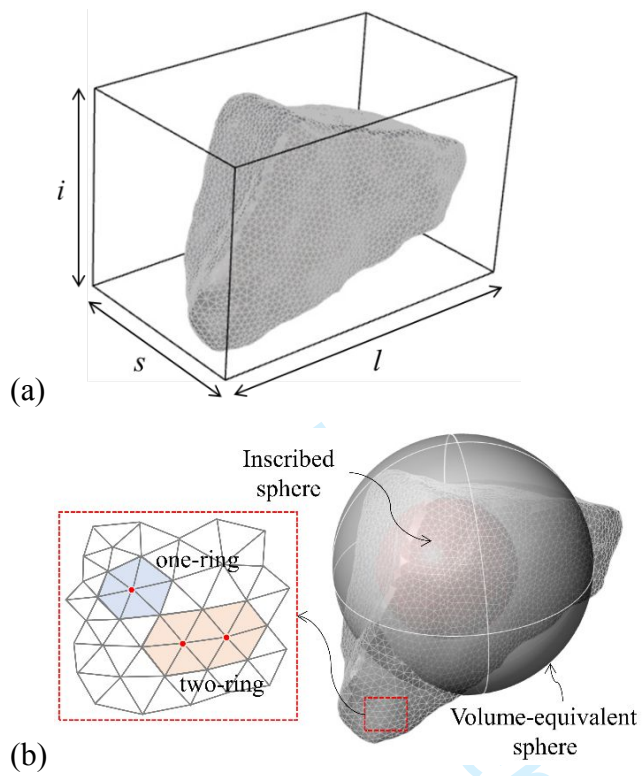 i
s
l
(a)
Inscribed
sphere
one-ring
two-ring
Volume-equivalent
sphere
(b)